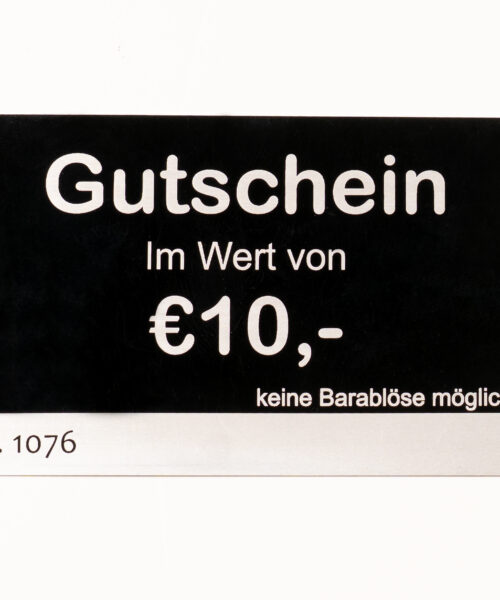 Gutschein
Im Wert von
€10,-
keine Barablöse möglic
. 1076